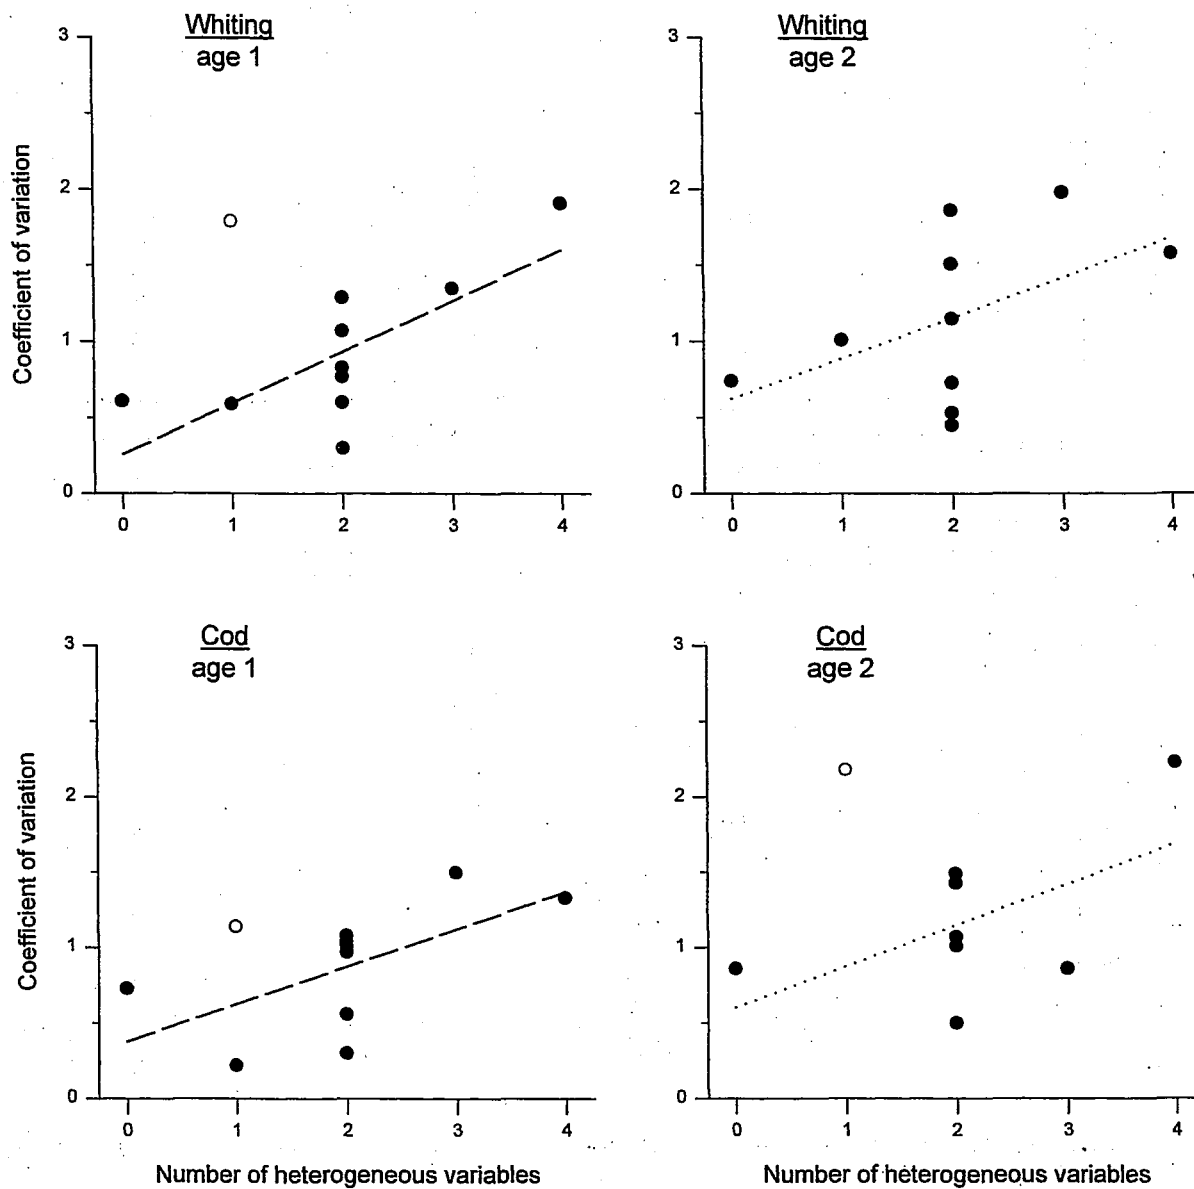 Whiting
age 1
3
2
1
0
Coefficient of variation
0 1 2 3 4
Whiting
age 2
3
2
1
0
0 1 2 3 4
Cod
age 1
3
2
1
0
Coefficient of variation
0 1 2 3 4
Number of heterogeneous variables
Cod
age 2
3
2
1
0
0 1 2 3 4
Number of heterogeneous variables